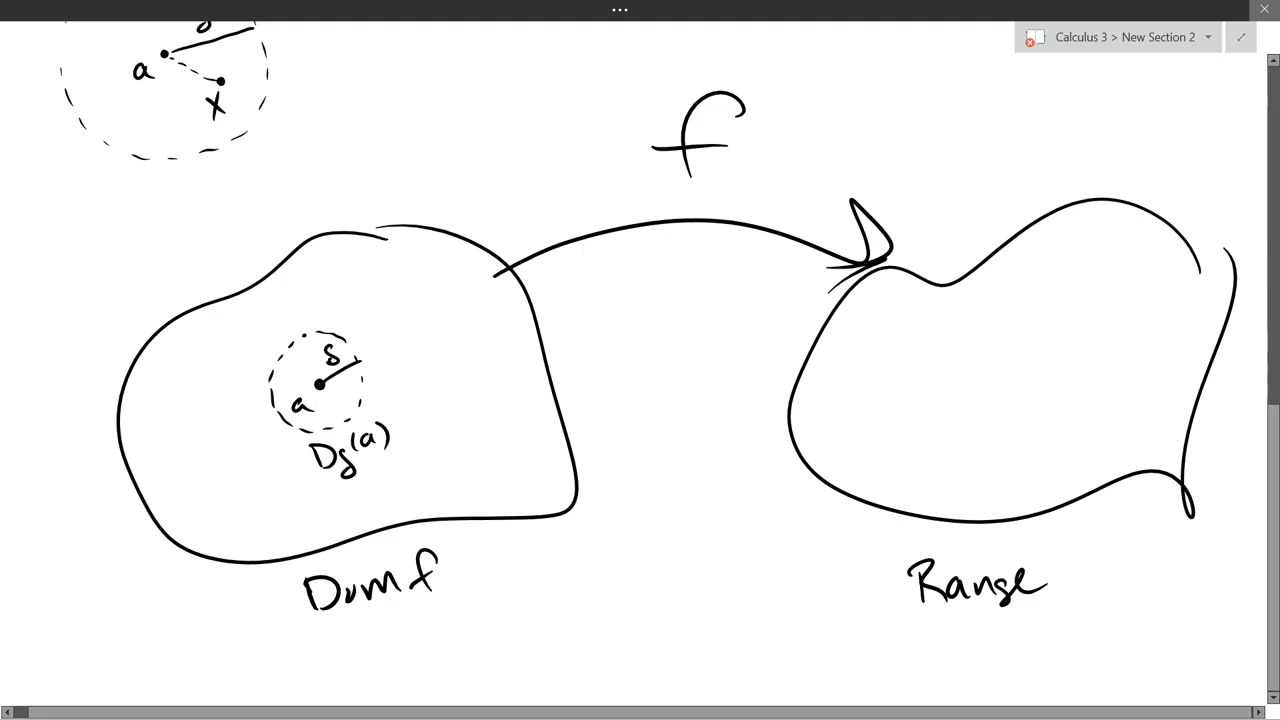 Calculus 3 > New Section 2
a
x
f
δ
a
Dδ(a)
Dom f
Range